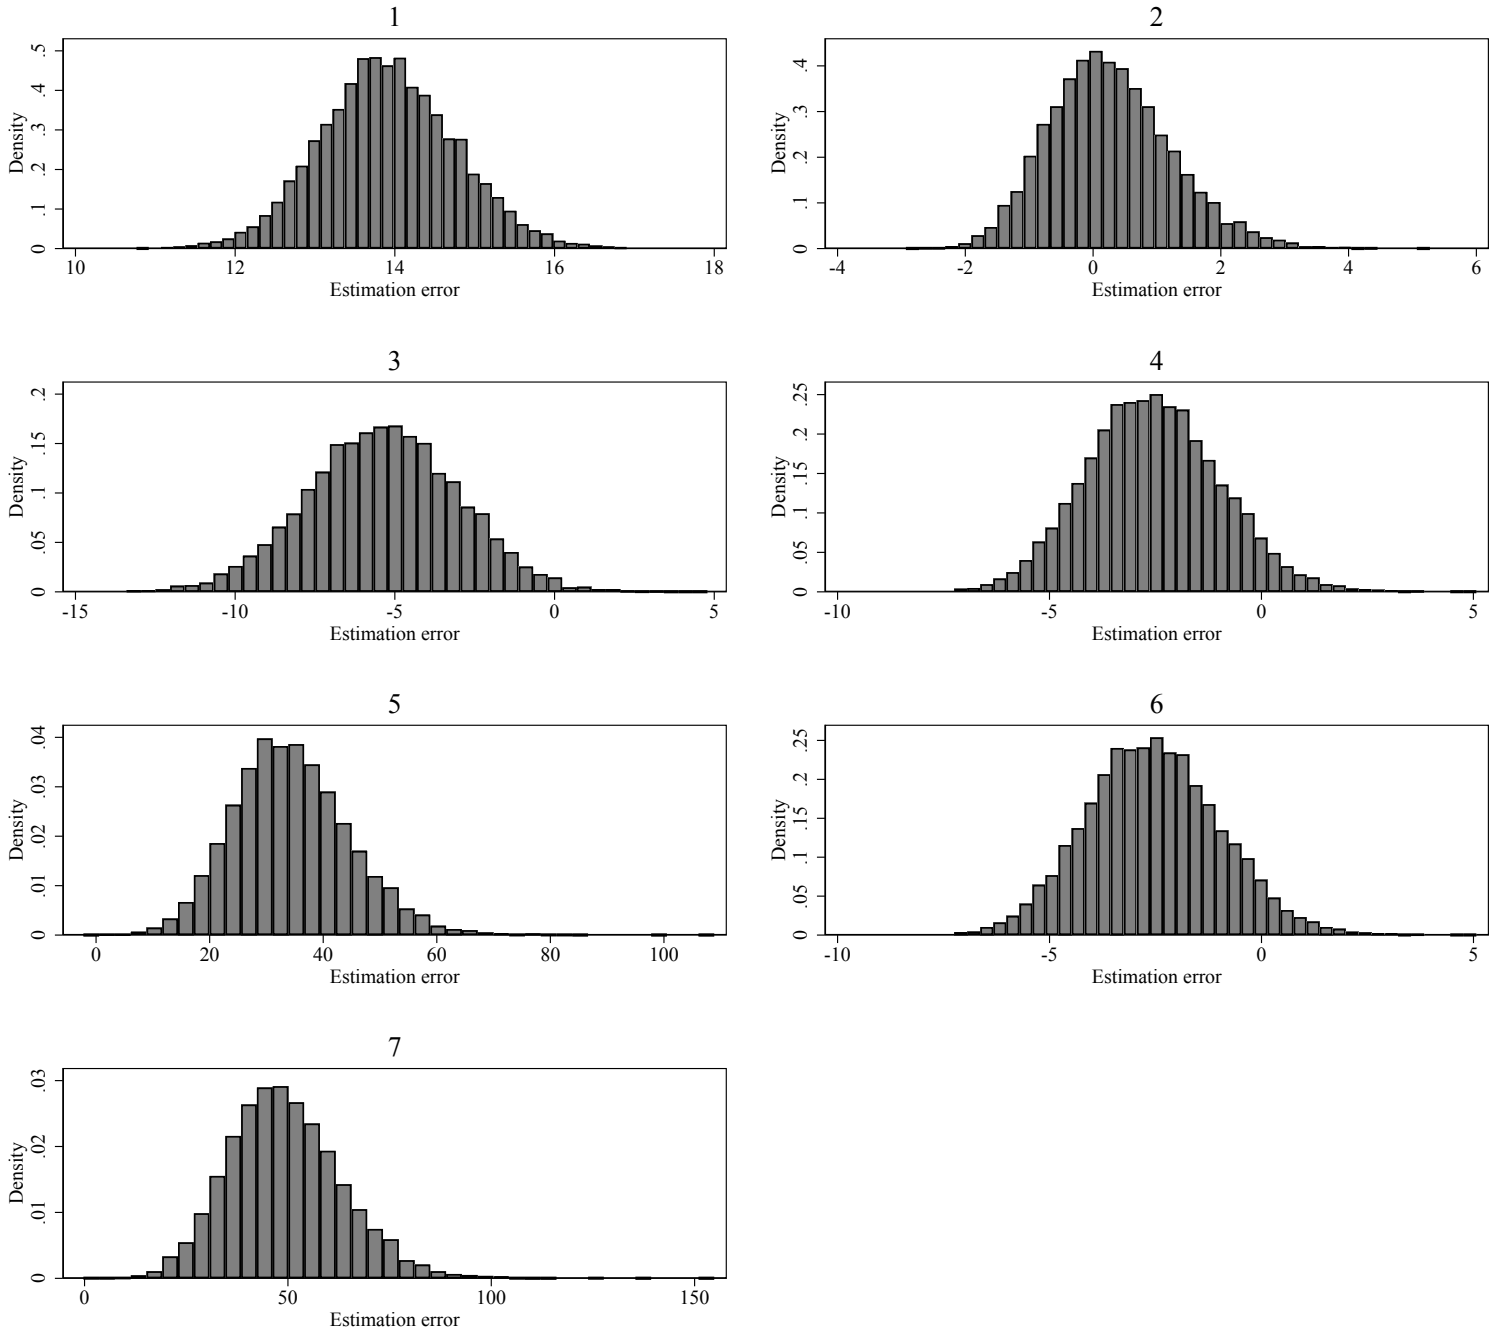 1
Density
.5
.4
.3
.2
.1
0
10 12 14 16 18
Estimation error
2
Density
.4
.3
.2
.1
0
-4 -2 0 2 4 6
Estimation error
3
Density
.2
.15
.1
.05
0
-15 -10 -5 0 5
Estimation error
4
Density
.25
.2
.15
.1
.05
0
-10 -5 0 5
Estimation error
5
Density
.04
.03
.02
.01
0
0 20 40 60 80 100
Estimation error
6
Density
.25
.2
.15
.1
.05
0
-10 -5 0 5
Estimation error
7
Density
.03
.02
.01
0
0 50 100 150
Estimation error